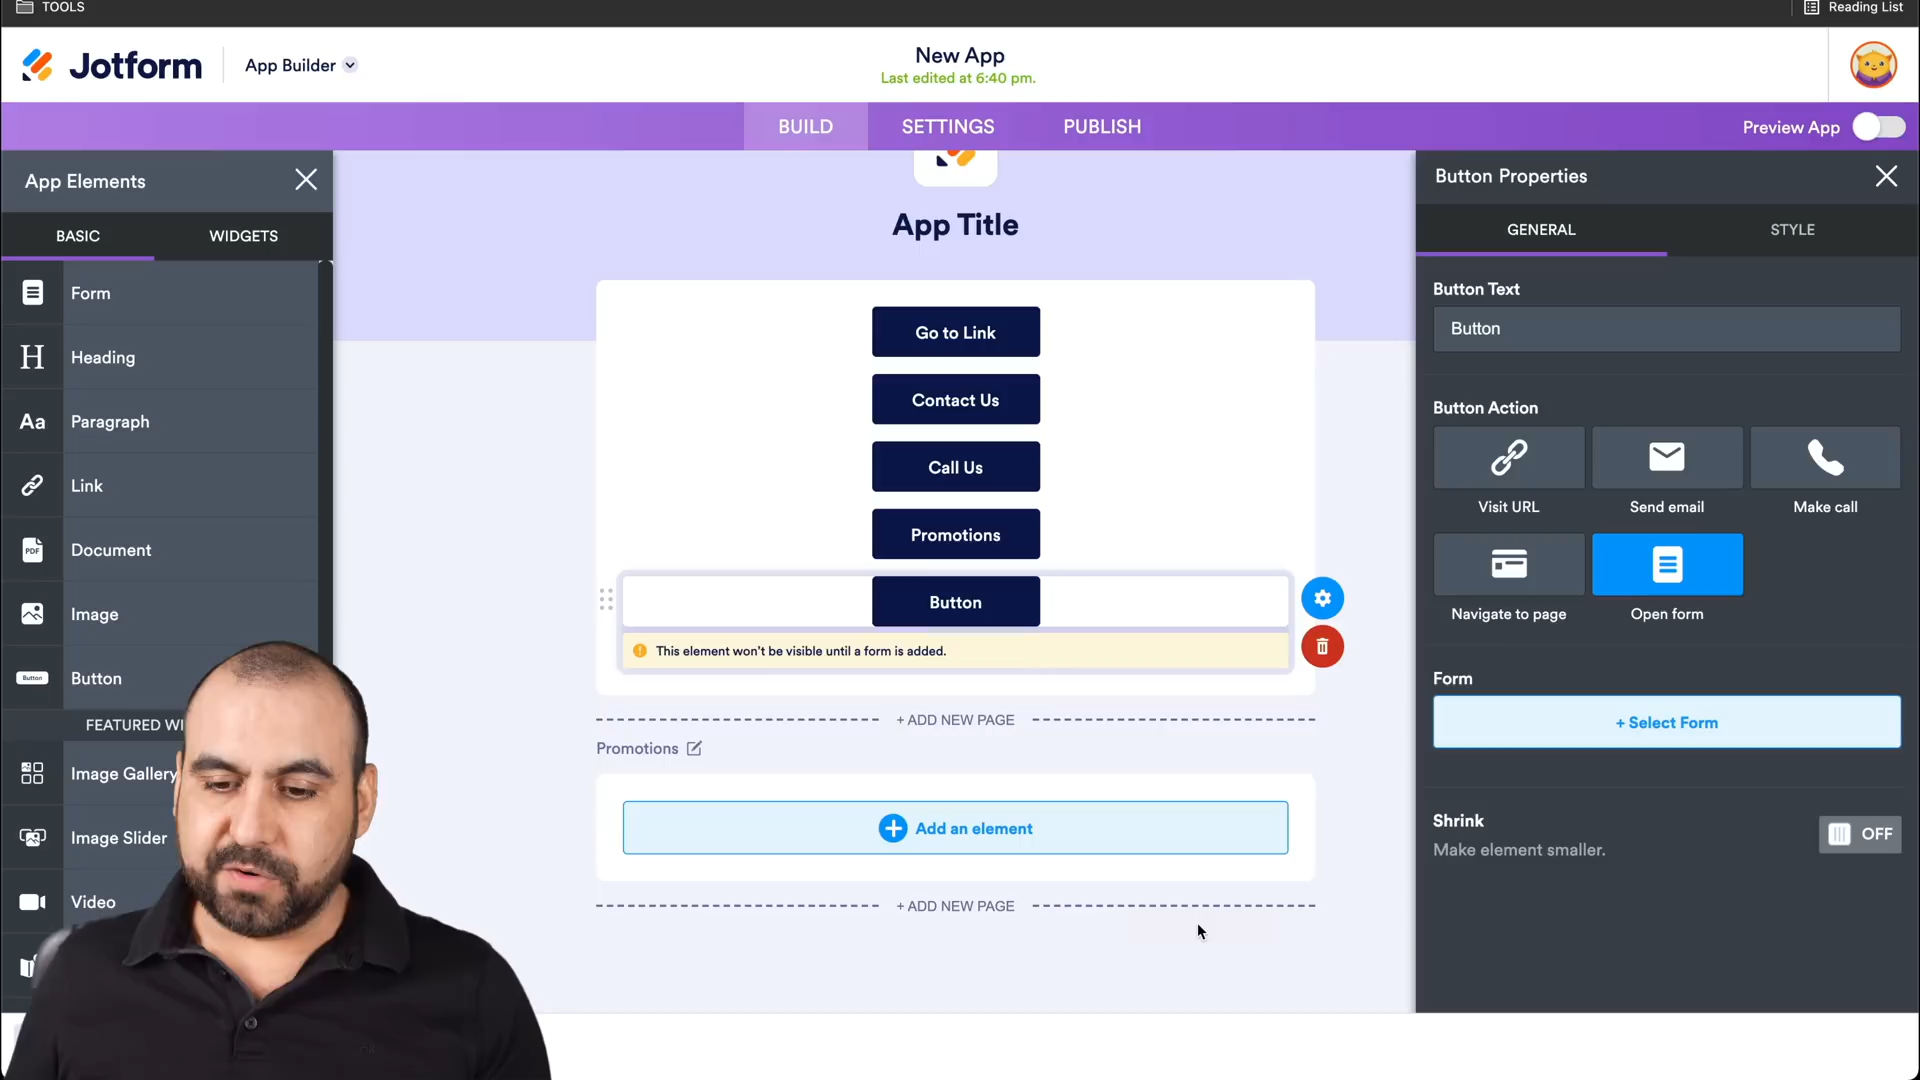 TOOLS
Reading List
Jotform
App Builder
New App
Last edited at 6:40 pm.
BUILD
SETTINGS
PUBLISH
Preview App
App Elements
BASIC
WIDGETS
Form
Heading
Aa
Paragraph
Link
PDF
Document
Image
Button
Button
FEATURED WI
Image Gallery
Image Slider
Video
App Title
Go to Link
Contact Us
Call Us
Promotions
Button
This element won't be visible until a form is added.
+ ADD NEW PAGE
Promotions
Add an element
+ ADD NEW PAGE
Button Properties
GENERAL
STYLE
Button Text
Button
Button Action
Visit URL
Send email
Make call
Navigate to page
Open form
Form
+ Select Form
Shrink
Make element smaller.
OFF